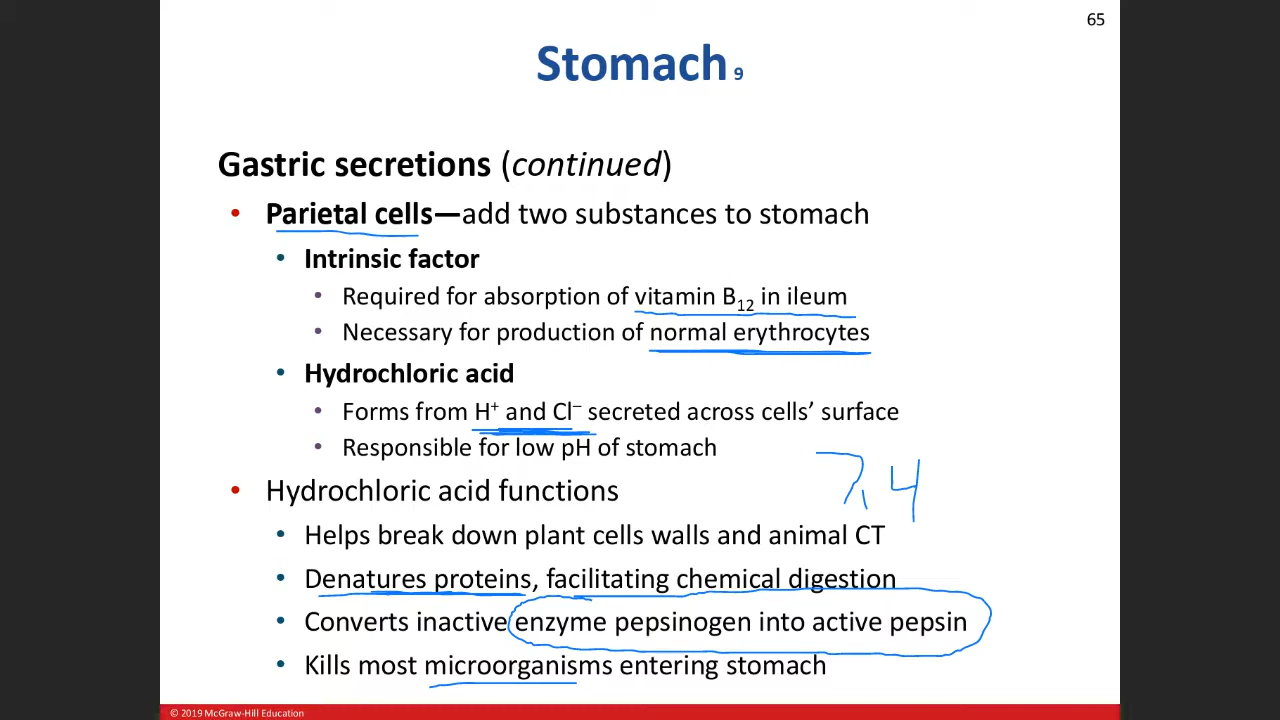 65
Stomach 9
Gastric secretions (continued)
• Parietal cells—add two substances to stomach
• Intrinsic factor
• Required for absorption of vitamin B12 in ileum
• Necessary for production of normal erythrocytes
• Hydrochloric acid
• Forms from H+ and Cl– secreted across cells’ surface
• Responsible for low pH of stomach
7.4
• Hydrochloric acid functions
• Helps break down plant cells walls and animal CT
• Denatures proteins, facilitating chemical digestion
• Converts inactive enzyme pepsinogen into active pepsin
• Kills most microorganisms entering stomach
© 2019 McGraw-Hill Education